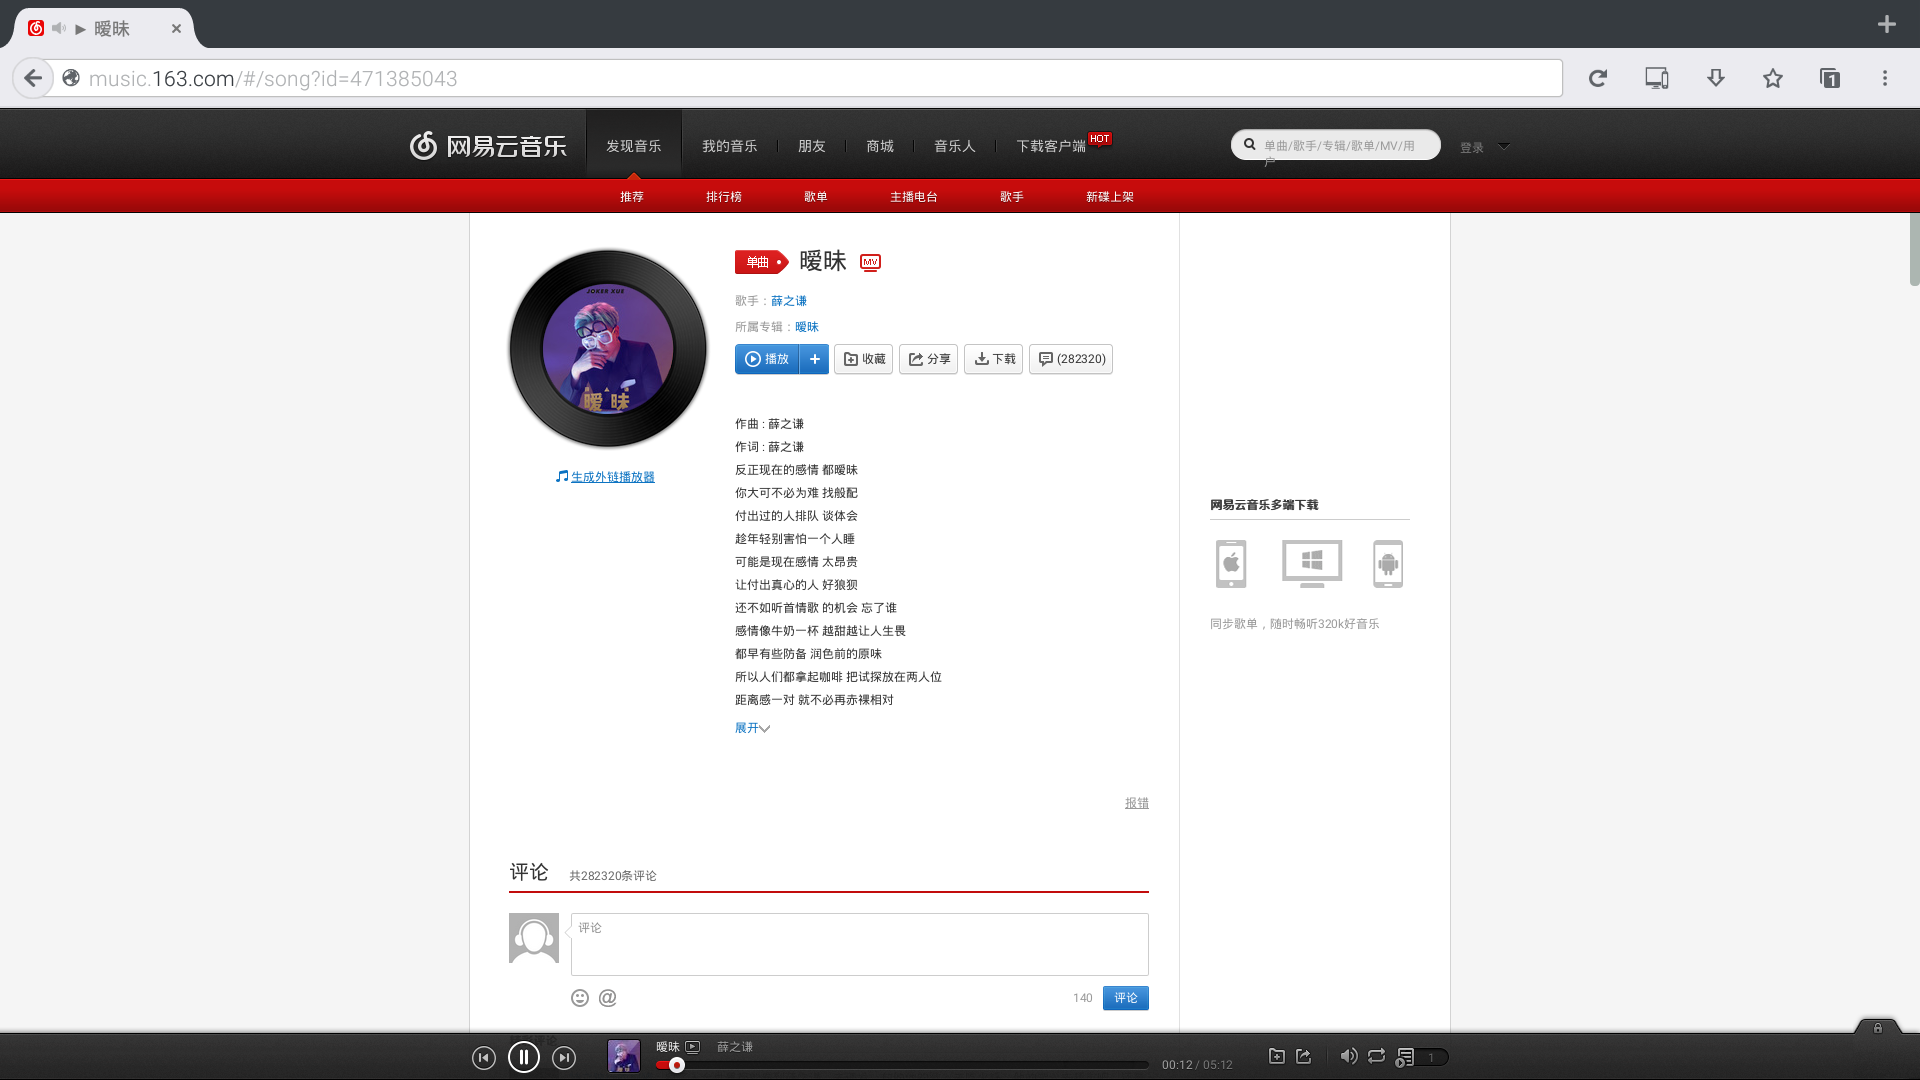 暧昧
music.163.com/#/song?id=471385043
1
网易云音乐
发现音乐
我的音乐
朋友
商城
音乐人
下载客户端
HOT
单曲/歌手/专辑/歌单/MV/用户
登录
推荐
排行榜
歌单
主播电台
歌手
新碟上架
JOKER XUE
暧昧
单曲
暧昧
MV
歌手：薛之谦
所属专辑：暧昧
播放
收藏
分享
下载
(282320)
生成外链播放器
作曲 : 薛之谦
作词 : 薛之谦
反正现在的感情 都暧昧
你大可不必为难 找般配
付出过的人排队 谈体会
趁年轻别害怕一个人睡
可能是现在感情 太昂贵
让付出真心的人 好狼狈
还不如听首情歌 的机会 忘了谁
感情像牛奶一杯 越甜越让人生畏
都早有些防备 润色前的原味
所以人们都拿起咖啡 把试探放在两人位
距离感一对 就不必再赤裸相对
展开
报错
网易云音乐多端下载
同步歌单，随时畅听320k好音乐
评论
共282320条评论
评论
140
评论
暧昧
薛之谦
00:12 / 05:12
1